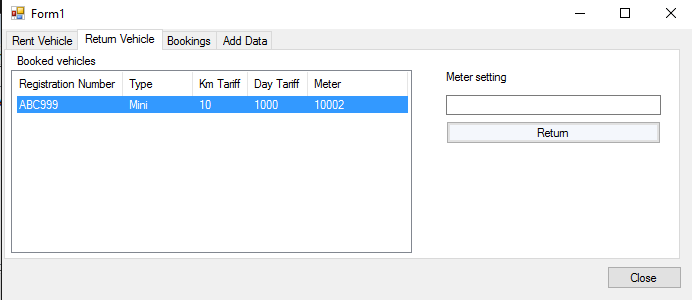 Form1
Rent Vehicle Return Vehicle Bookings Add Data
Booked vehicles
Registration Number Type Km Tariff Day Tariff Meter
ABC999 Mini 10 1000 10002
Meter setting
Return
Close